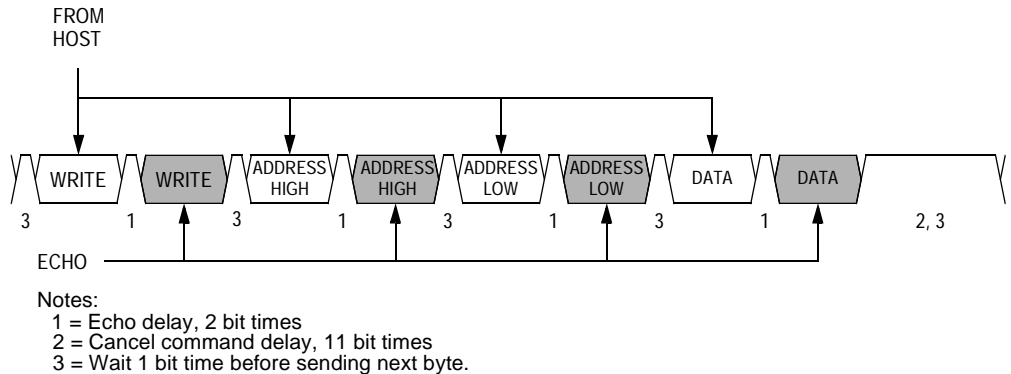 FROM
HOST
WRITE WRITE ADDRESS HIGH ADDRESS HIGH ADDRESS LOW ADDRESS LOW DATA DATA
3 1 3 1 3 1 3 1 2, 3
ECHO
Notes:
1 = Echo delay, 2 bit times
2 = Cancel command delay, 11 bit times
3 = Wait 1 bit time before sending next byte.